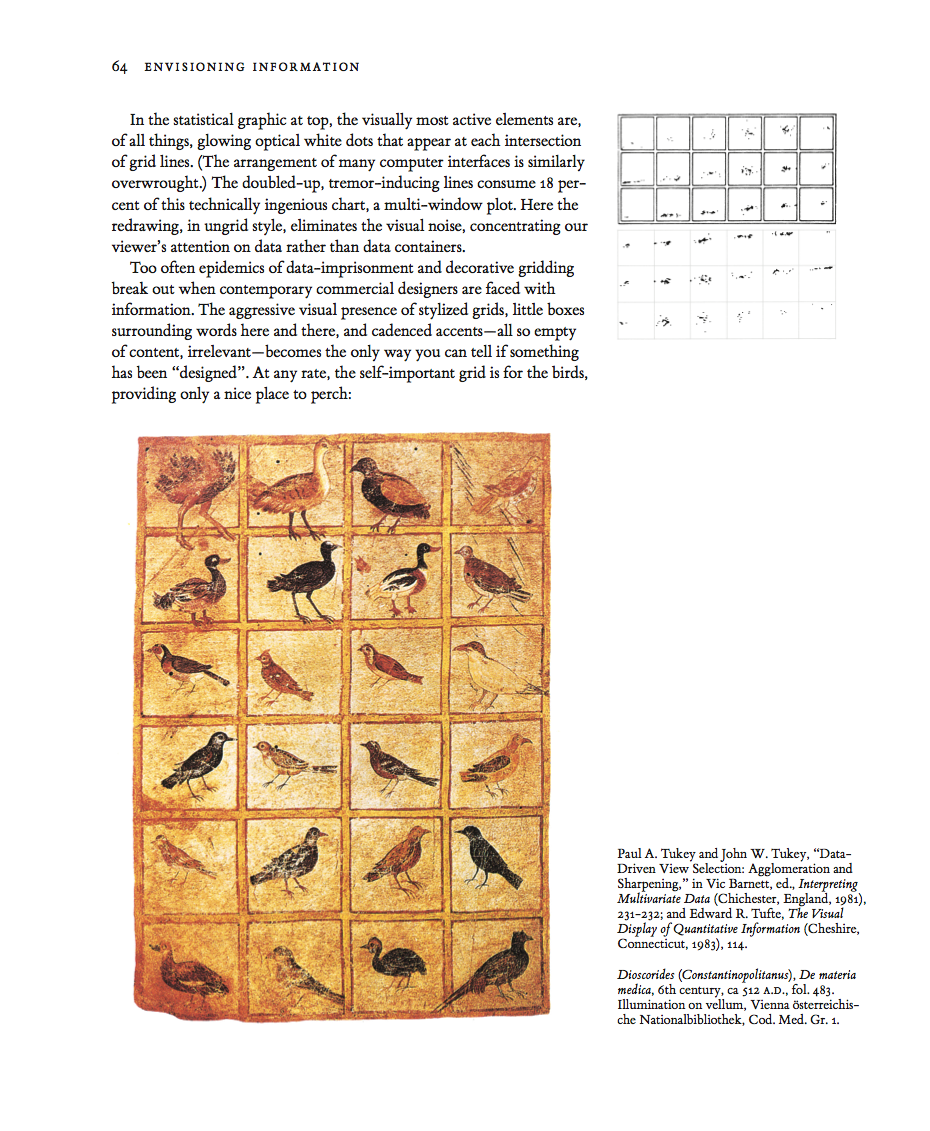 64 ENVISIONING INFORMATION
In the statistical graphic at top, the visually most active elements are,
of all things, glowing optical white dots that appear at each intersection
of grid lines. (The arrangement of many computer interfaces is similarly
overwrought.) The doubled-up, tremor-inducing lines consume 18 per-
cent of this technically ingenious chart, a multi-window plot. Here the
redrawing, in ungrid style, eliminates the visual noise, concentrating our
viewer's attention on data rather than data containers.
Too often epidemics of data-imprisonment and decorative gridding
break out when contemporary commercial designers are faced with
information. The aggressive visual presence of stylized grids, little boxes
surrounding words here and there, and cadenced accents—all so empty
of content, irrelevant—becomes the only way you can tell if something
has been “designed”. At any rate, the self-important grid is for the birds,
providing only a nice place to perch:
Paul A. Tukey and John W. Tukey, “Data-
Driven View Selection: Agglomeration and
Sharpening,” in Vic Barnett, ed., Interpreting
Multivariate Data (Chichester, England, 1981),
231-232; and Edward R. Tufte, The Visual
Display of Quantitative Information (Cheshire,
Connecticut, 1983), 114.
Dioscorides (Constantinopolitanus), De materia
medica, 6th century, ca 512 A.D., fol. 483.
Illumination on vellum, Vienna österreichis-
che Nationalbibliothek, Cod. Med. Gr. 1.